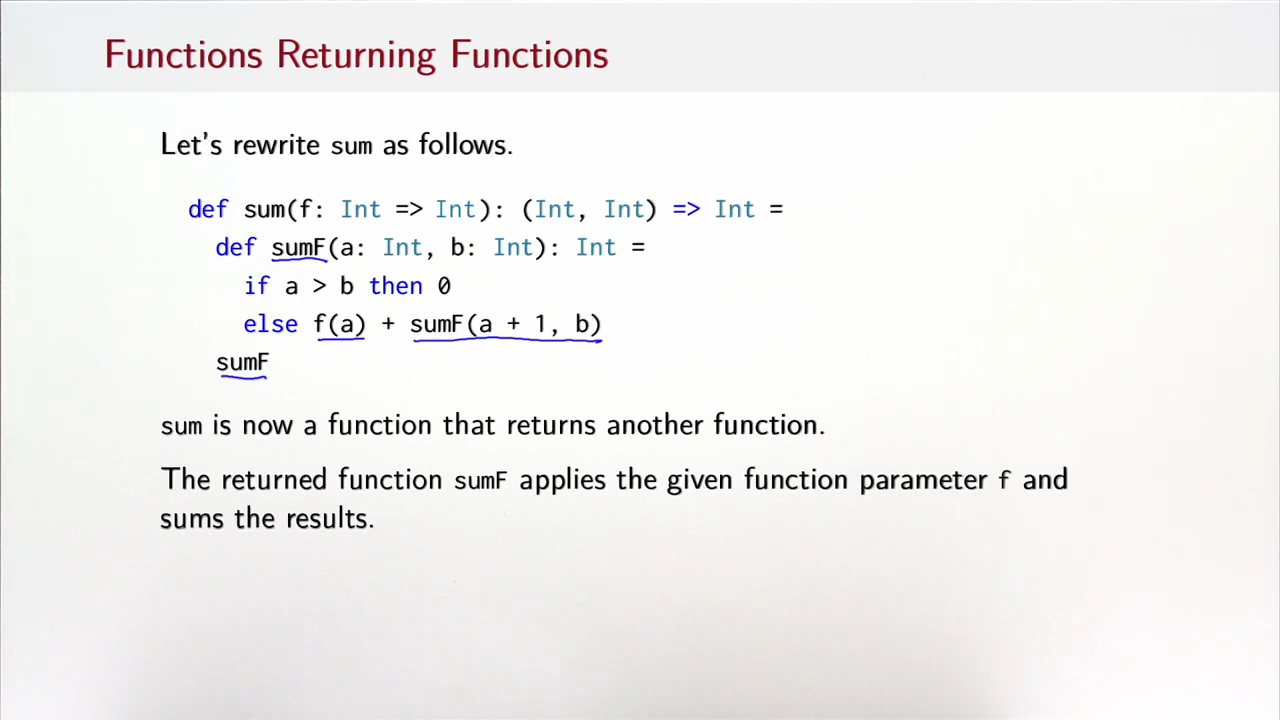 Functions Returning Functions
Let's rewrite sum as follows.
def sum(f: Int => Int): (Int, Int) => Int =
def sumF(a: Int, b: Int): Int =
if a > b then 0
else f(a) + sumF(a + 1, b)
sumF
sum is now a function that returns another function.
The returned function sumF applies the given function parameter f and
sums the results.